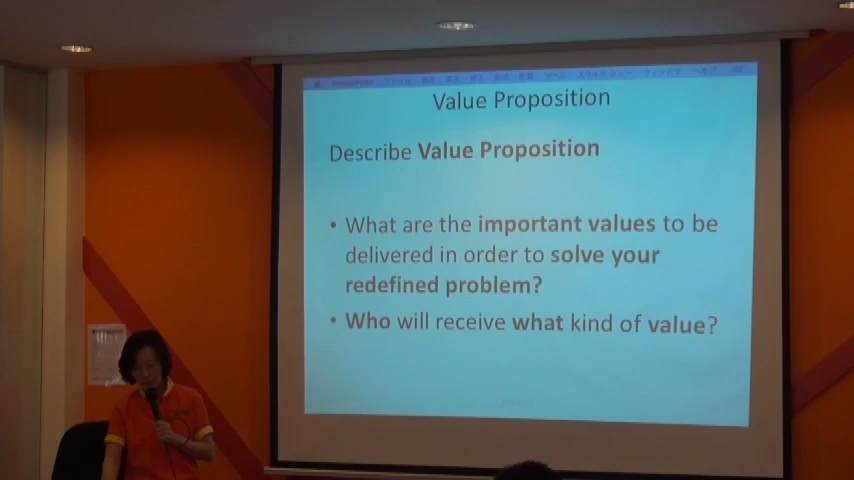 Value Proposition
Describe Value Proposition
• What are the important values to be
delivered in order to solve your
redefined problem?
• Who will receive what kind of value?